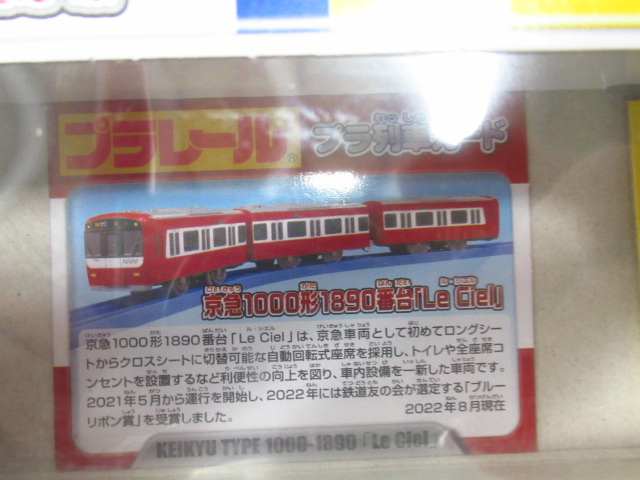 プラレール®
プラ列車カード
京急1000形1890番台「Le Ciel」
京急1000形1890番台「Le Ciel」は、京急車両として初めてロングシー
トからクロスシートに切替可能な自動回転式座席を採用し、トイレや全座席コ
ンセントを設置するなど利便性の向上を図り、車内設備を一新した車両です。
2021年5月から運行を開始し、2022年には鉄道友の会が選定する「ブルー
リボン賞」を受賞しました。
2022年8月現在
KEIKYU TYPE 1000-1890「Le Ciel」